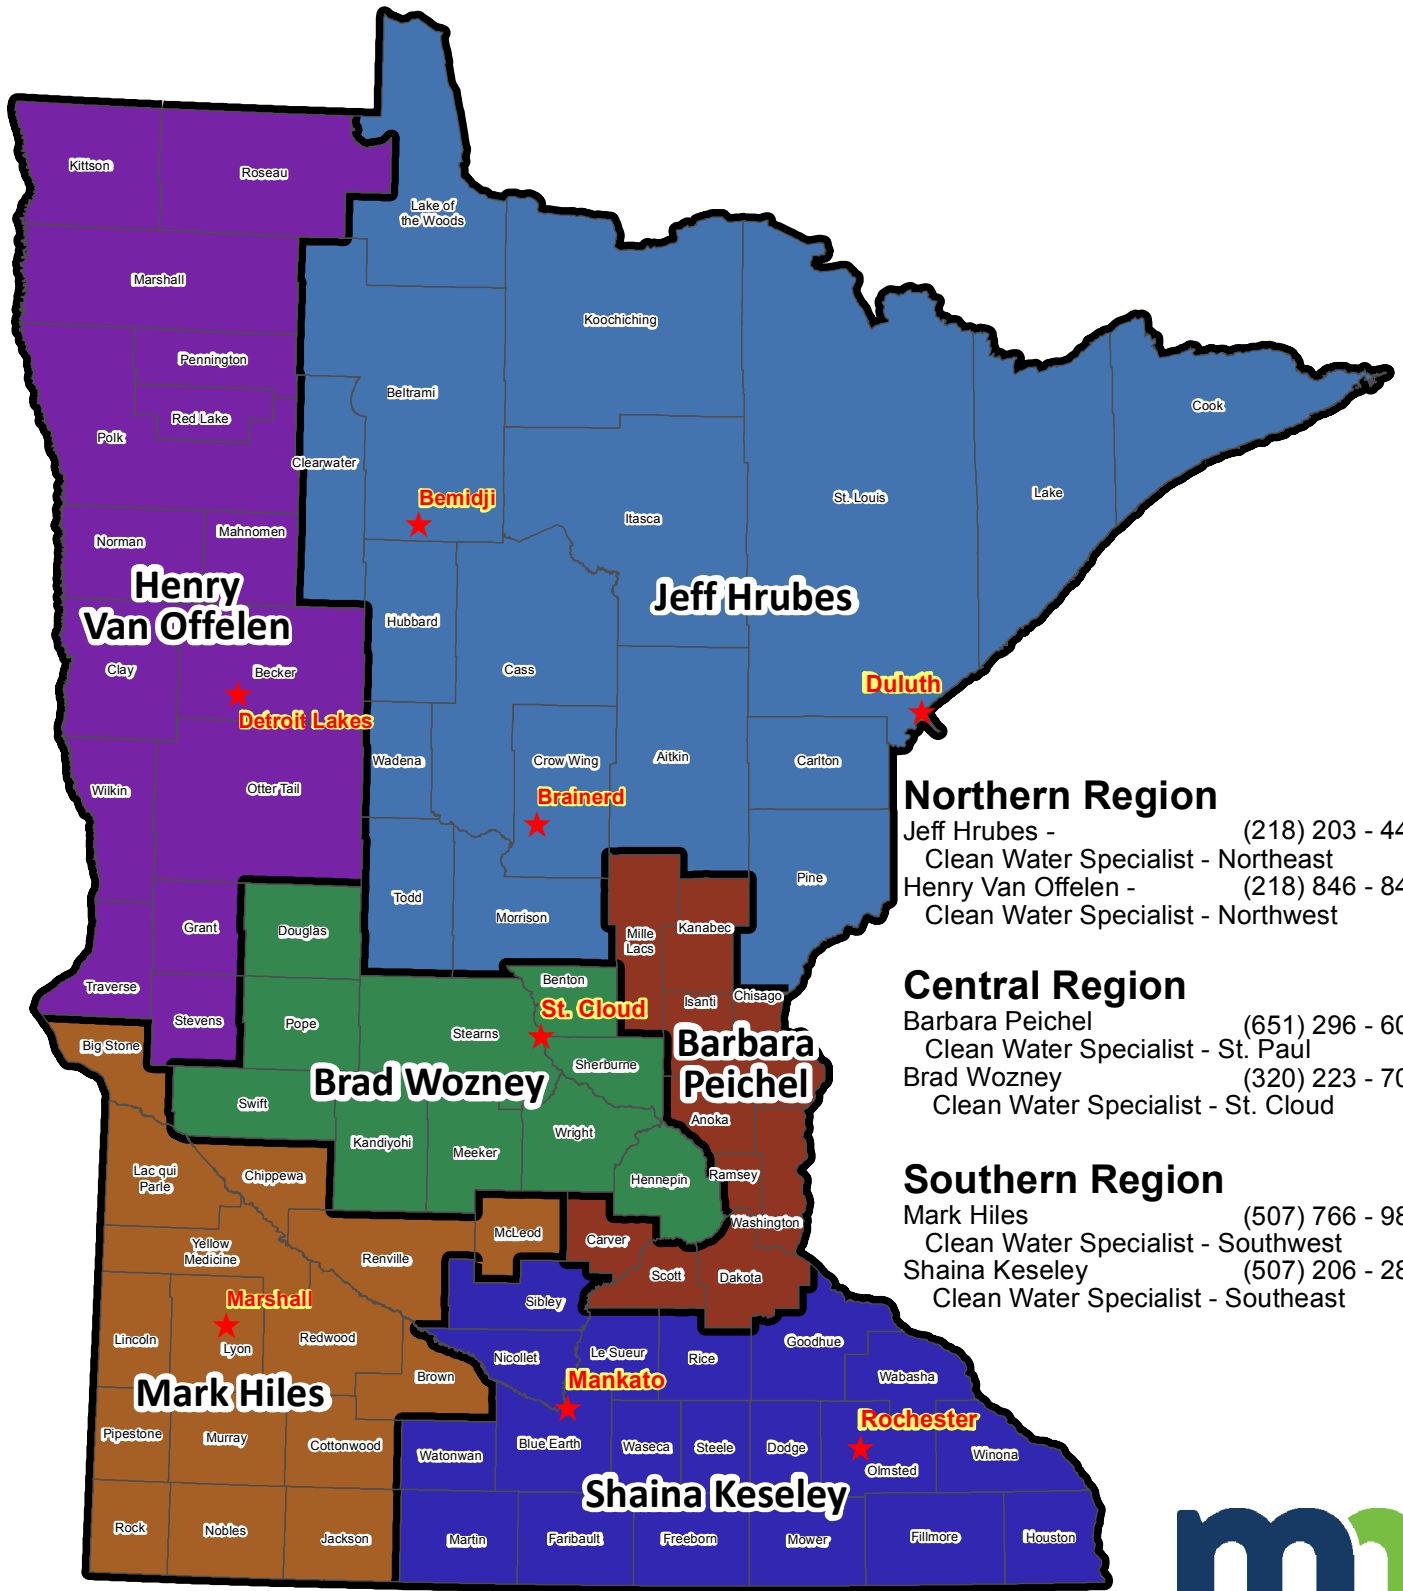 Kittson
Roseau
Lake of
the Woods
Marshall
Koochiching
Pennington
Beltrami
Red Lake
Cook
Polk
Clearwater
Bemidji
St. Louis
Lake
Itasca
Norman
Mahnomen
Henry
Van Offelen
Jeff Hrubes
Hubbard
Clay
Becker
Cass
Duluth
Detroit Lakes
Wadena
Crow Wing
Aitkin
Carlton
Wilkin
Otter Tail
Brainerd
Northern Region
Jeff Hrubes - (218) 203 - 44
Clean Water Specialist - Northeast
Henry Van Offelen - (218) 846 - 84
Clean Water Specialist - Northwest
Pine
Todd
Morrison
Grant
Douglas
Mille
Lacs
Kanabec
Traverse
Benton
Isanti
Chisago
Central Region
Barbara Peichel (651) 296 - 60
Clean Water Specialist - St. Paul
Brad Wozney (320) 223 - 70
Clean Water Specialist - St. Cloud
Stevens
Pope
Stearns
St. Cloud
Big Stone
Barbara
Peichel
Sherburne
Brad Wozney
Swift
Anoka
Kandiyohi
Meeker
Wright
Lac qui
Parle
Chippewa
Hennepin
Ramsey
Southern Region
Mark Hiles (507) 766 - 98
Clean Water Specialist - Southwest
Shaina Keseley (507) 206 - 28
Clean Water Specialist - Southeast
Washington
McLeod
Carver
Yellow
Medicine
Renville
Scott
Dakota
Marshall
Sibley
Lincoln
Lyon
Redwood
Nicollet
Le Sueur
Rice
Goodhue
Wabasha
Brown
Mark Hiles
Mankato
Rochester
Pipestone
Murray
Cottonwood
Watonwan
Blue Earth
Waseca
Steele
Dodge
Olmsted
Winona
Shaina Keseley
Rock
Nobles
Jackson
Martin
Faribault
Freeborn
Mower
Fillmore
Houston